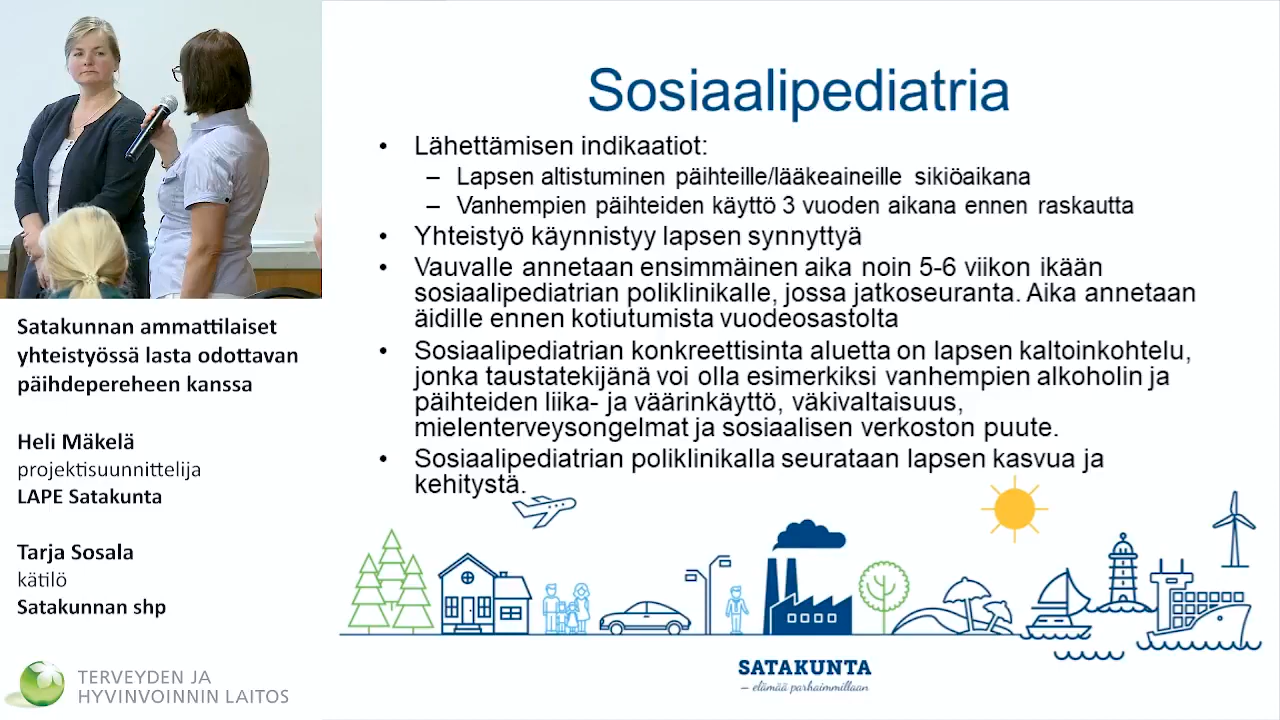 Sosiaalipediatria
• Lähettämisen indikaatiot:
– Lapsen altistuminen päihteille/lääkeaineille sikiöaikana
– Vanhempien päihteiden käyttö 3 vuoden aikana ennen raskautta
• Yhteistyö käynnistyy lapsen synnyttyä
• Vauvalle annetaan ensimmäinen aika noin 5-6 viikon ikään
sosiaalipediatrian poliklinikalle, jossa jatkoseuranta. Aika annetaan
äidille ennen kotiutumista vuodeosastolta
• Sosiaalipediatrian konkreettisinta aluetta on lapsen kaltoinkohtelu,
jonka taustatekijänä voi olla esimerkiksi vanhempien alkoholin ja
päihteiden liika- ja väärinkäyttö, väkivaltaisuus,
mielenterveysongelmat ja sosiaalisen verkoston puute.
• Sosiaalipediatrian poliklinikalla seurataan lapsen kasvua ja
kehitystä.
SATAKUNTA
– elämää parhaimmillaan
Satakunnan ammattilaiset
yhteistyössä lasta odottavan
päihdepereheen kanssa
Heli Mäkelä
projektisuunnittelija
LAPE Satakunta
Tarja Sosala
kätilö
Satakunnan shp
TERVEYDEN JA
HYVINVOINNIN LAITOS